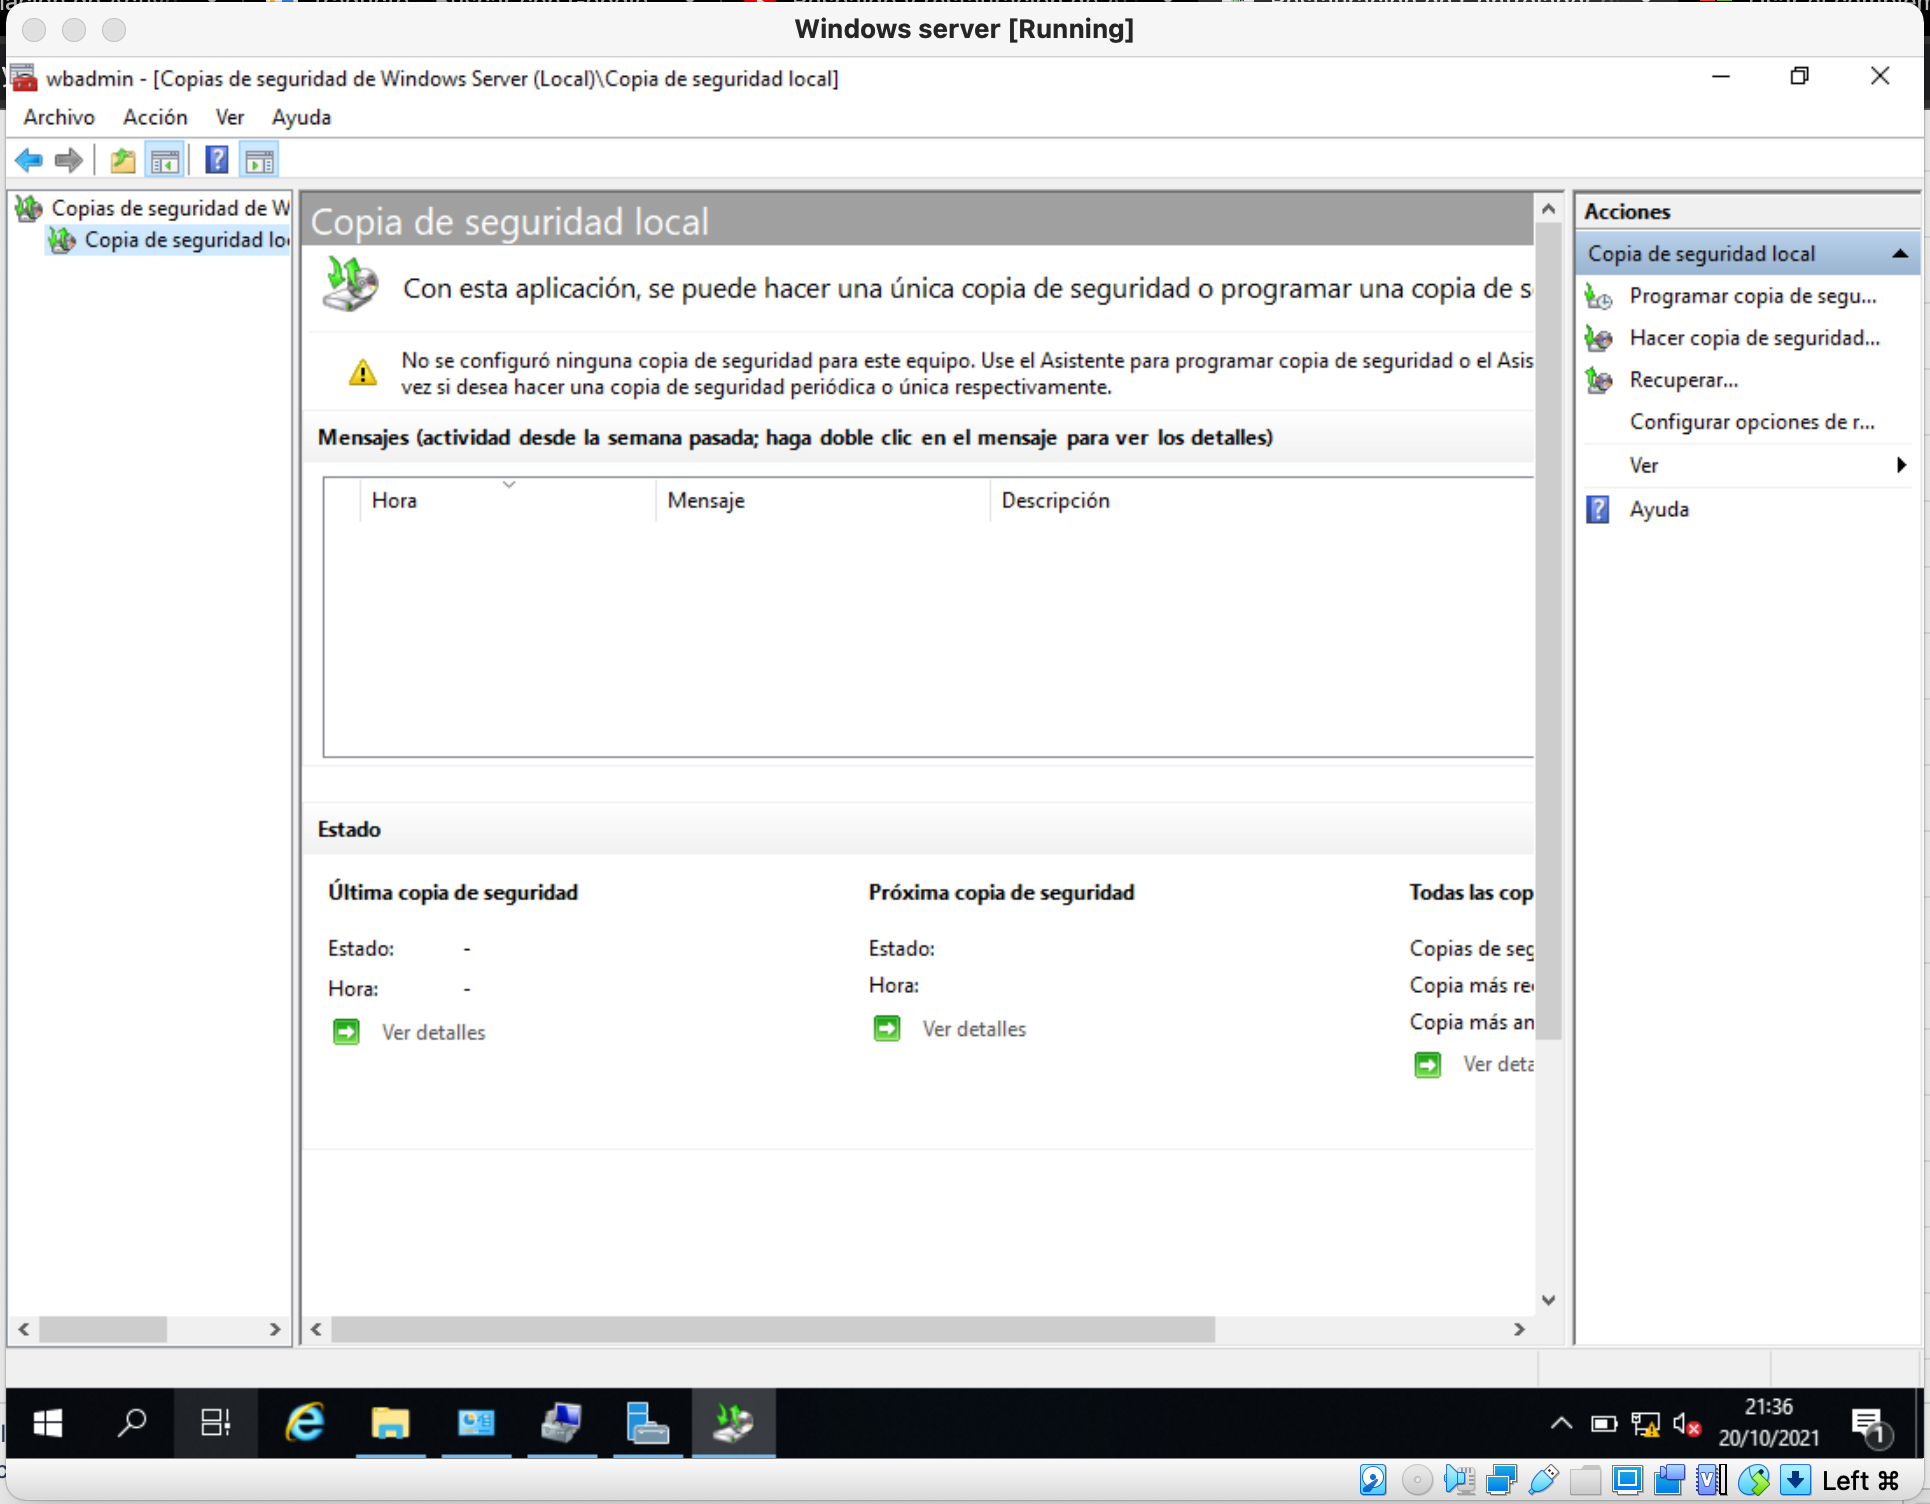 Windows server [Running]
wbadmin - [Copias de seguridad de Windows Server (Local)\Copia de seguridad local]
Archivo Acción Ver Ayuda
Copias de seguridad de W
Copia de seguridad lo
Copia de seguridad local
Con esta aplicación, se puede hacer una única copia de seguridad o programar una copia de s
No se configuró ninguna copia de seguridad para este equipo. Use el Asistente para programar copia de seguridad o el Asis
vez si desea hacer una copia de seguridad periódica o única respectivamente.
Mensajes (actividad desde la semana pasada; haga doble clic en el mensaje para ver los detalles)
Hora Mensaje Descripción
Estado
Última copia de seguridad
Estado: -
Hora: -
Ver detalles
Próxima copia de seguridad
Estado:
Hora:
Ver detalles
Todas las cop
Copias de seg
Copia más re
Copia más an
Ver deta
Acciones
Copia de seguridad local
Programar copia de segu...
Hacer copia de seguridad...
Recuperar...
Configurar opciones de r...
Ver
Ayuda
21:36
20/10/2021
1
Left ⌘